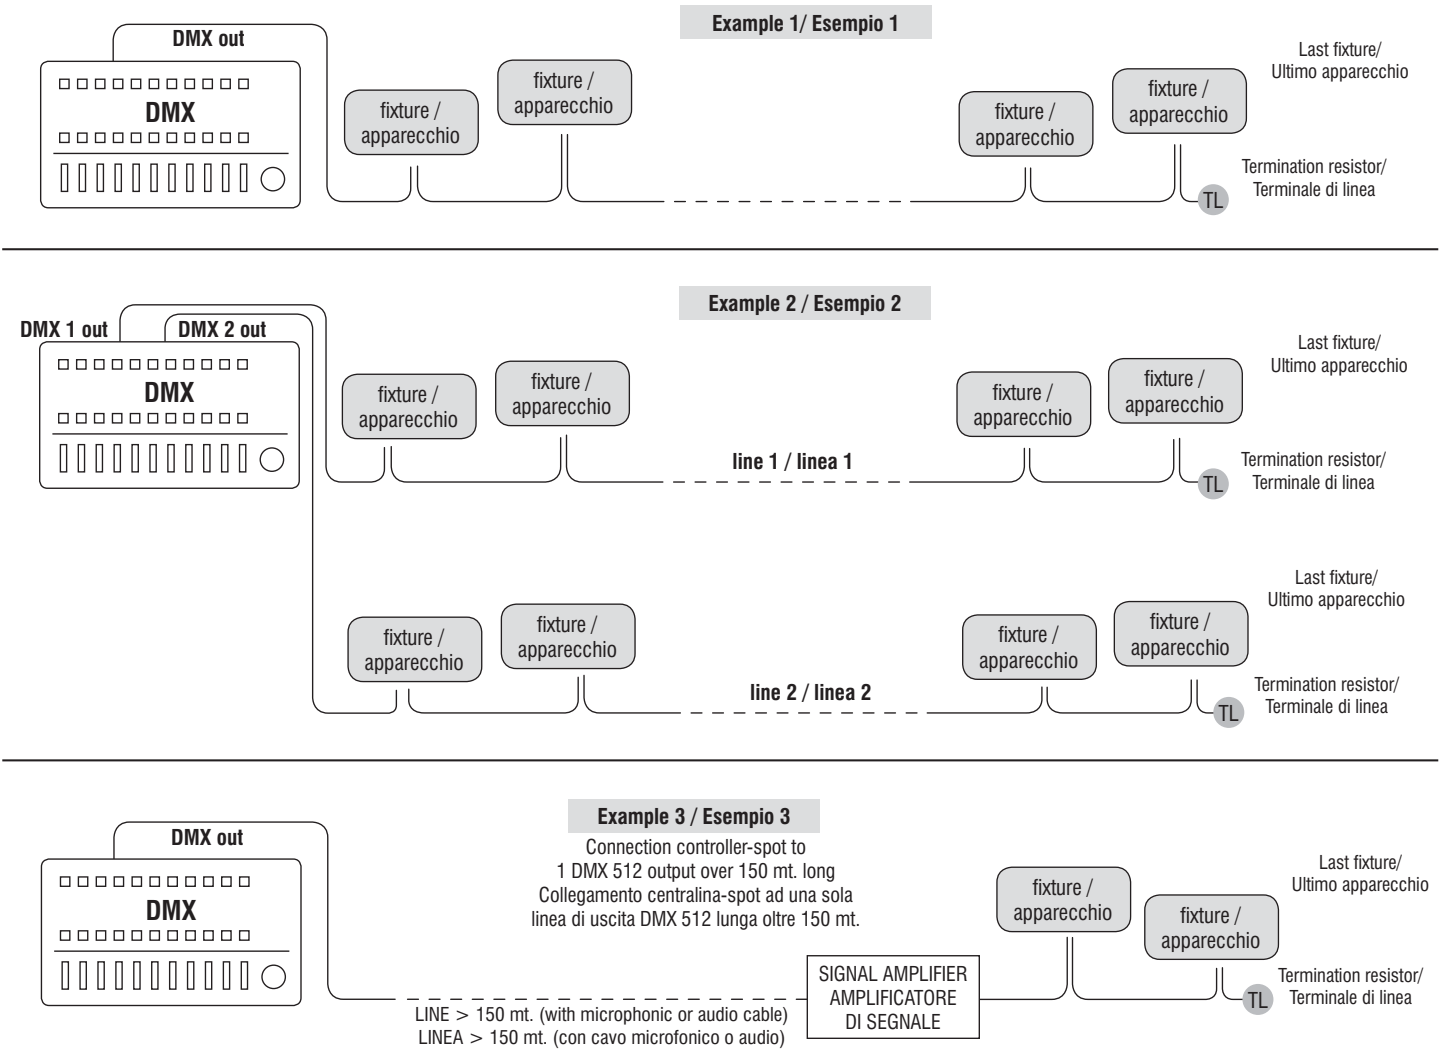 Example 1/ Esempio 1
DMX out
DMX
fixture /
apparecchio
fixture /
apparecchio
fixture /
apparecchio
fixture /
apparecchio
Last fixture/
Ultimo apparecchio
Termination resistor/
Terminale di linea
TL
Example 2 / Esempio 2
DMX 1 out
DMX 2 out
DMX
fixture /
apparecchio
fixture /
apparecchio
line 1 / linea 1
fixture /
apparecchio
fixture /
apparecchio
Last fixture/
Ultimo apparecchio
Termination resistor/
Terminale di linea
TL
fixture /
apparecchio
fixture /
apparecchio
line 2 / linea 2
fixture /
apparecchio
fixture /
apparecchio
Last fixture/
Ultimo apparecchio
Termination resistor/
Terminale di linea
TL
Example 3 / Esempio 3
Connection controller-spot to
1 DMX 512 output over 150 mt. long
Collegamento centralina-spot ad una sola
linea di uscita DMX 512 lunga oltre 150 mt.
DMX out
DMX
LINE > 150 mt. (with microphonic or audio cable)
LINEA > 150 mt. (con cavo microfonico o audio)
SIGNAL AMPLIFIER
AMPLIFICATORE
DI SEGNALE
fixture /
apparecchio
fixture /
apparecchio
Last fixture/
Ultimo apparecchio
Termination resistor/
Terminale di linea
TL